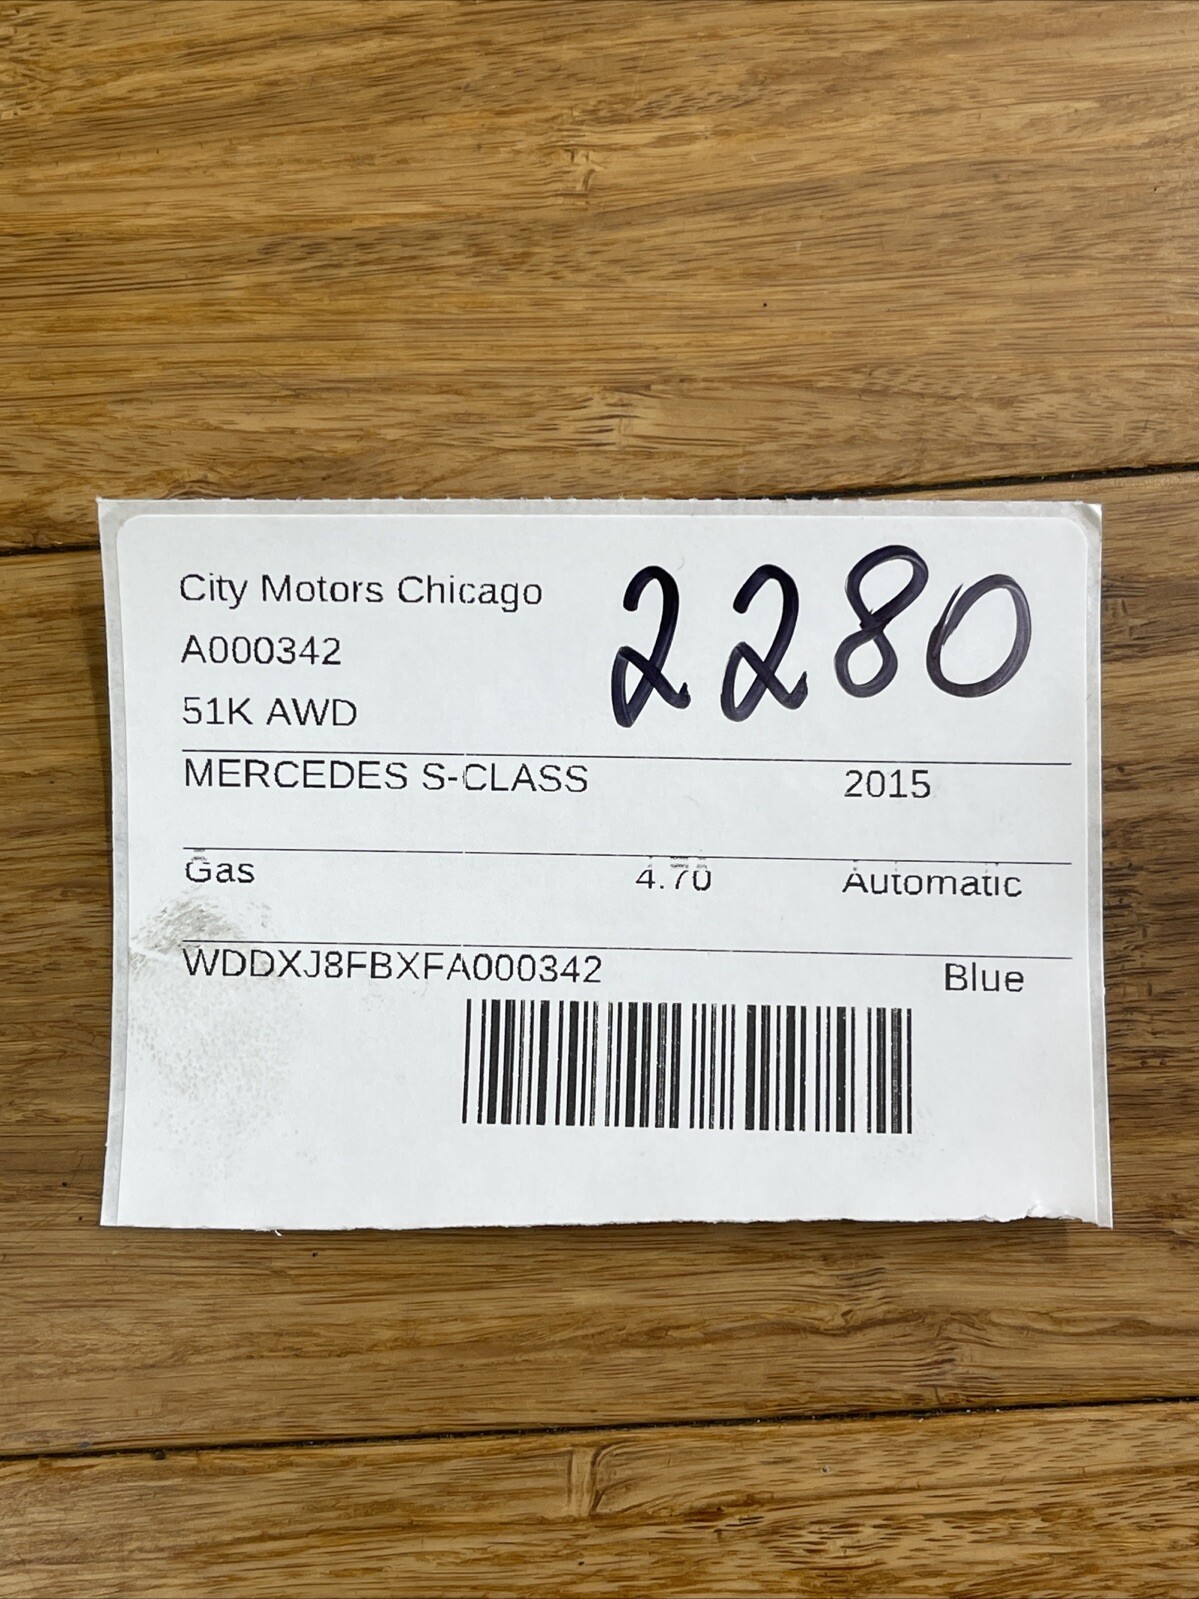 City Motors Chicago
2280
A000342
51K AWD
MERCEDES S-CLASS 2015
Gas 4.70 Automatic
WDDXJ8FBXFA000342 Blue